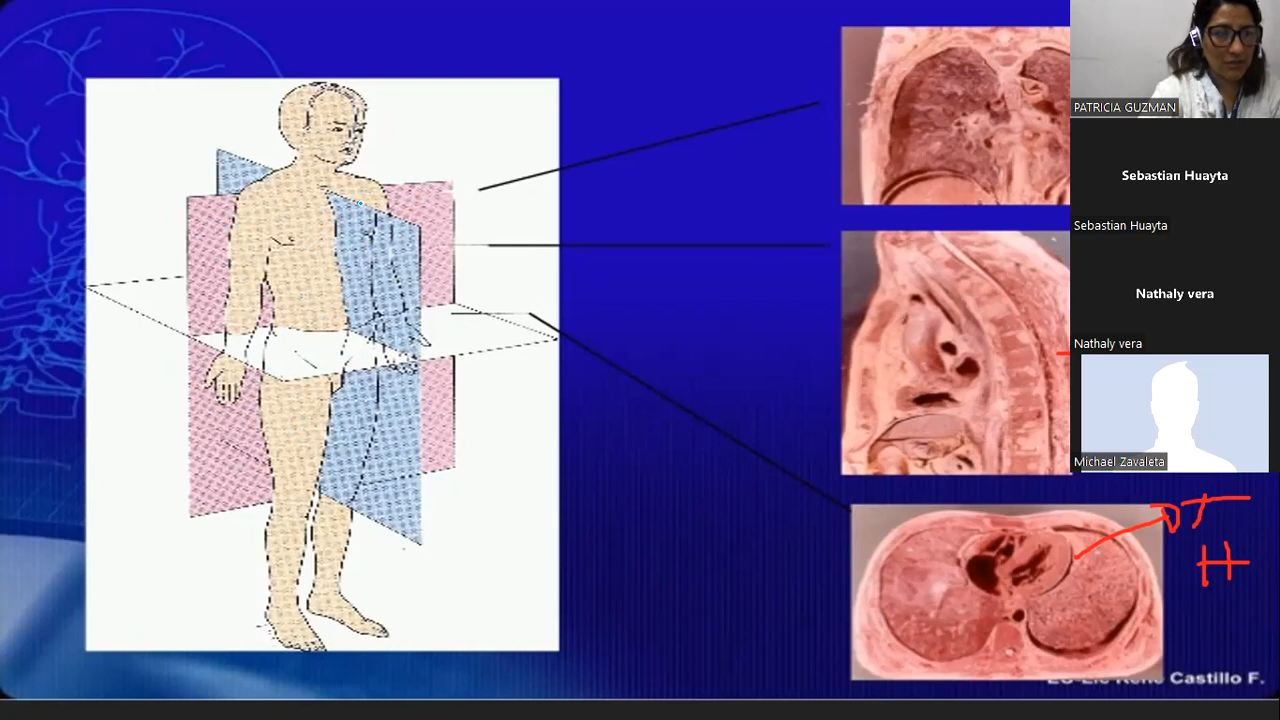 PATRICIA GUZMAN
Sebastian Huayta
Sebastian Huayta
Nathaly vera
Nathaly vera
Michael Zavaleta
T
H
Castillo F.